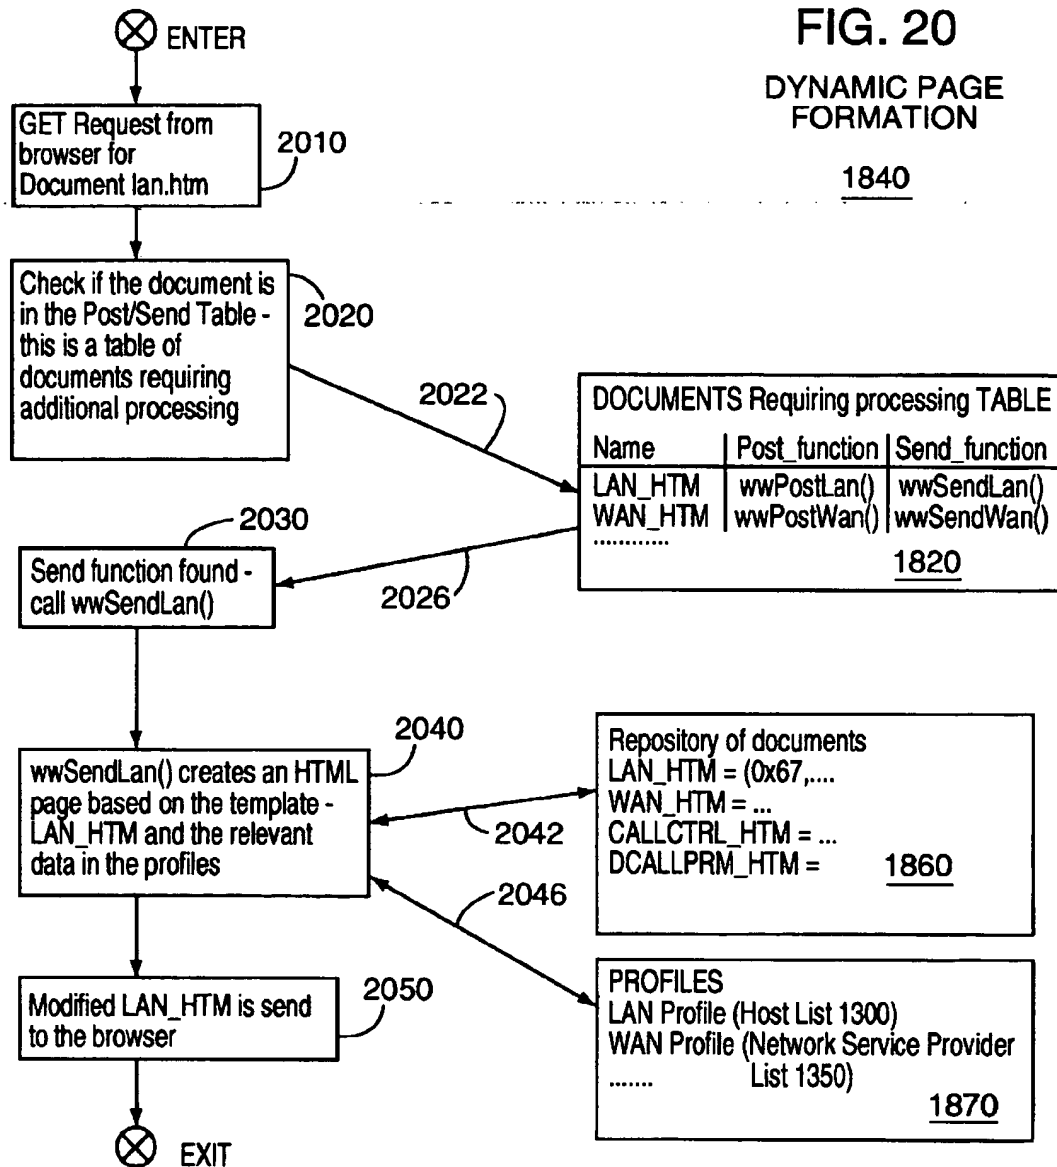 FIG. 20
DYNAMIC PAGE
FORMATION
1840
ENTER
GET Request from
browser for
Document lan.htm
2010
Check if the document is
in the Post/Send Table -
this is a table of
documents requiring
additional processing
2020
2022
DOCUMENTS Requiring processing TABLE
Name Post_function Send_function
LAN_HTM wwPostLan() wwSendLan()
WAN_HTM wwPostWan() wwSendWan()
............
1820
2026
2030
Send function found -
call wwSendLan()
2040
wwSendLan() creates an HTML
page based on the template -
LAN_HTM and the relevant
data in the profiles
2042
Repository of documents
LAN_HTM = (0x67,....
WAN_HTM = ...
CALLCTRL_HTM = ...
DCALLPRM_HTM =
1860
2046
PROFILES
LAN Profile (Host List 1300)
WAN Profile (Network Service Provider
....... List 1350)
1870
2050
Modified LAN_HTM is send
to the browser
EXIT